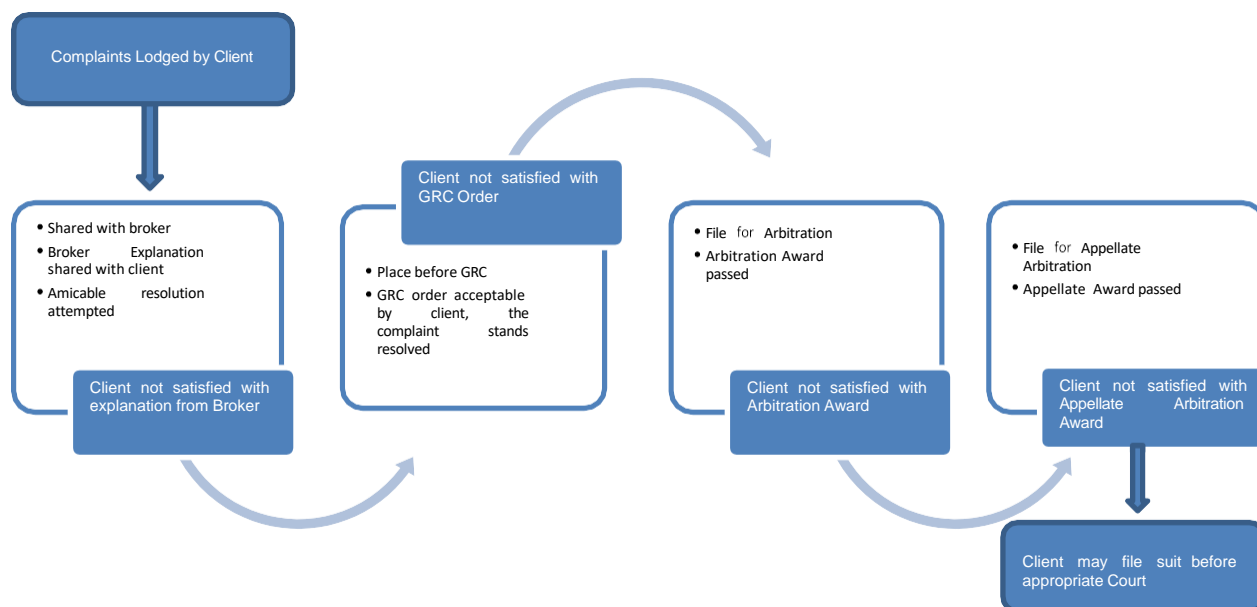 Complaints Lodged by Client
• Shared with broker
• Broker Explanation
shared with client
• Amicable resolution
attempted
Client not satisfied with
explanation from Broker
Client not satisfied with
GRC Order
• Place before GRC
• GRC order acceptable
by client, the
complaint stands
resolved
• File for Arbitration
• Arbitration Award
passed
Client not satisfied with
Arbitration Award
• File for Appellate
Arbitration
• Appellate Award passed
Client not satisfied with
Appellate Arbitration
Award
Client may file suit before
appropriate Court